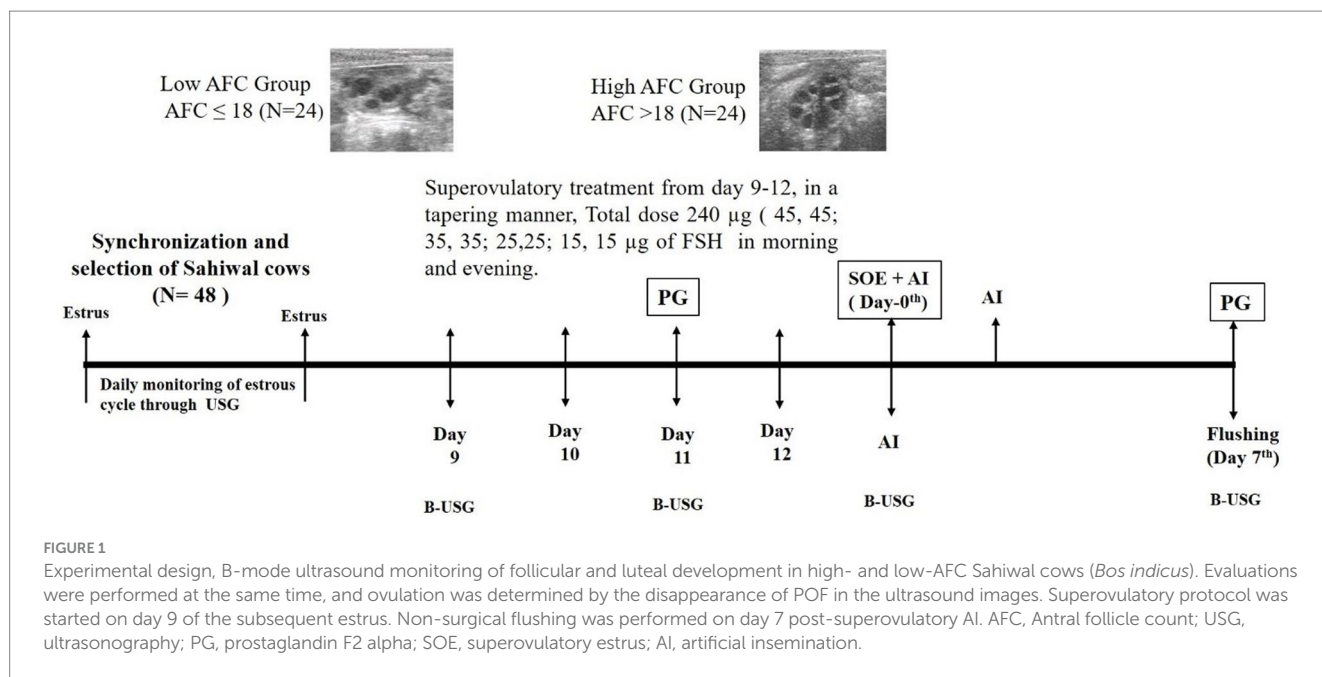 Low AFC Group
AFC ≤ 18 (N=24)
High AFC Group
AFC >18 (N=24)
Superovulatory treatment from day 9-12, in a
tapering manner, Total dose 240 µg ( 45, 45;
35, 35; 25,25; 15, 15 µg of FSH in morning
and evening.
Synchronization and
selection of Sahiwal cows
(N= 48 )
Estrus
Estrus
PG
SOE + AI
( Day-0th)
AI
PG
Daily monitoring of estrous
cycle through USG
Day
9
Day
10
Day
11
Day
12
AI
Flushing
(Day 7th)
B-USG
B-USG
B-USG
B-USG
FIGURE 1
Experimental design, B-mode ultrasound monitoring of follicular and luteal development in high- and low-AFC Sahiwal cows (Bos indicus). Evaluations
were performed at the same time, and ovulation was determined by the disappearance of POF in the ultrasound images. Superovulatory protocol was
started on day 9 of the subsequent estrus. Non-surgical flushing was performed on day 7 post-superovulatory AI. AFC, Antral follicle count; USG,
ultrasonography; PG, prostaglandin F2 alpha; SOE, superovulatory estrus; AI, artificial insemination.